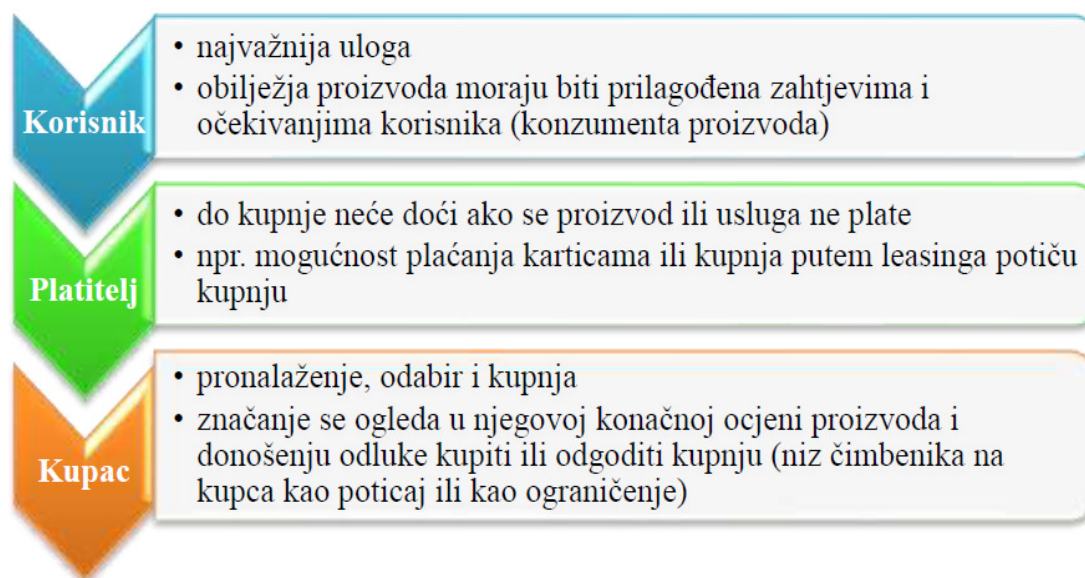 Korisnik
• najvažnija uloga
• obilježja proizvoda moraju biti prilagođena zahtjevima i
očekivanjima korisnika (konzumenta proizvoda)
Platitelj
• do kupnje neće doći ako se proizvod ili usluga ne plate
• npr. mogućnost plaćanja karticama ili kupnja putem leasinga potiču
kupnju
Kupac
• pronalaženje, odabir i kupnja
• značanje se ogleda u njegovoj konačnoj ocjeni proizvoda i
donošenju odluke kupiti ili odgoditi kupnju (niz čimbenika na
kupca kao poticaj ili kao ograničenje)